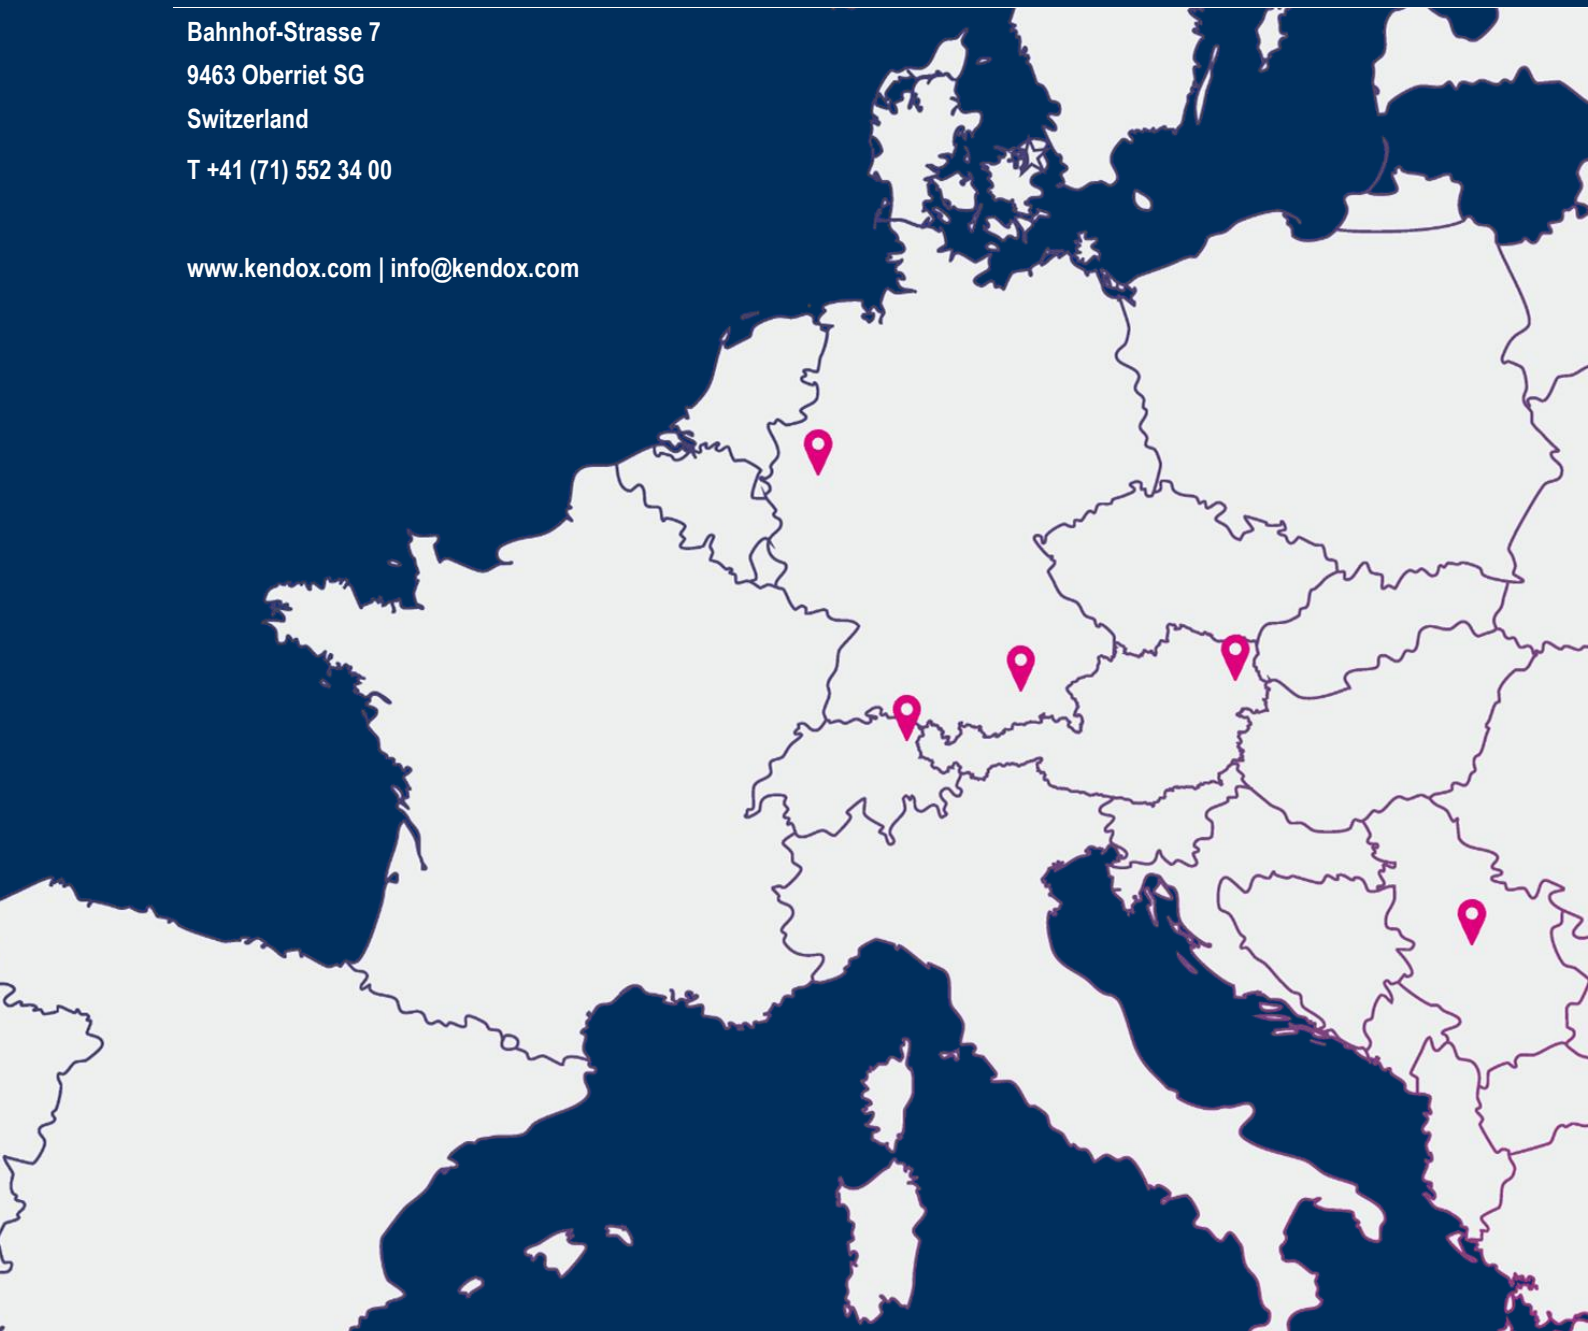 Bahnhof-Strasse 7
9463 Oberriet SG
Switzerland
T +41 (71) 552 34 00
www.kendox.com | info@kendox.com